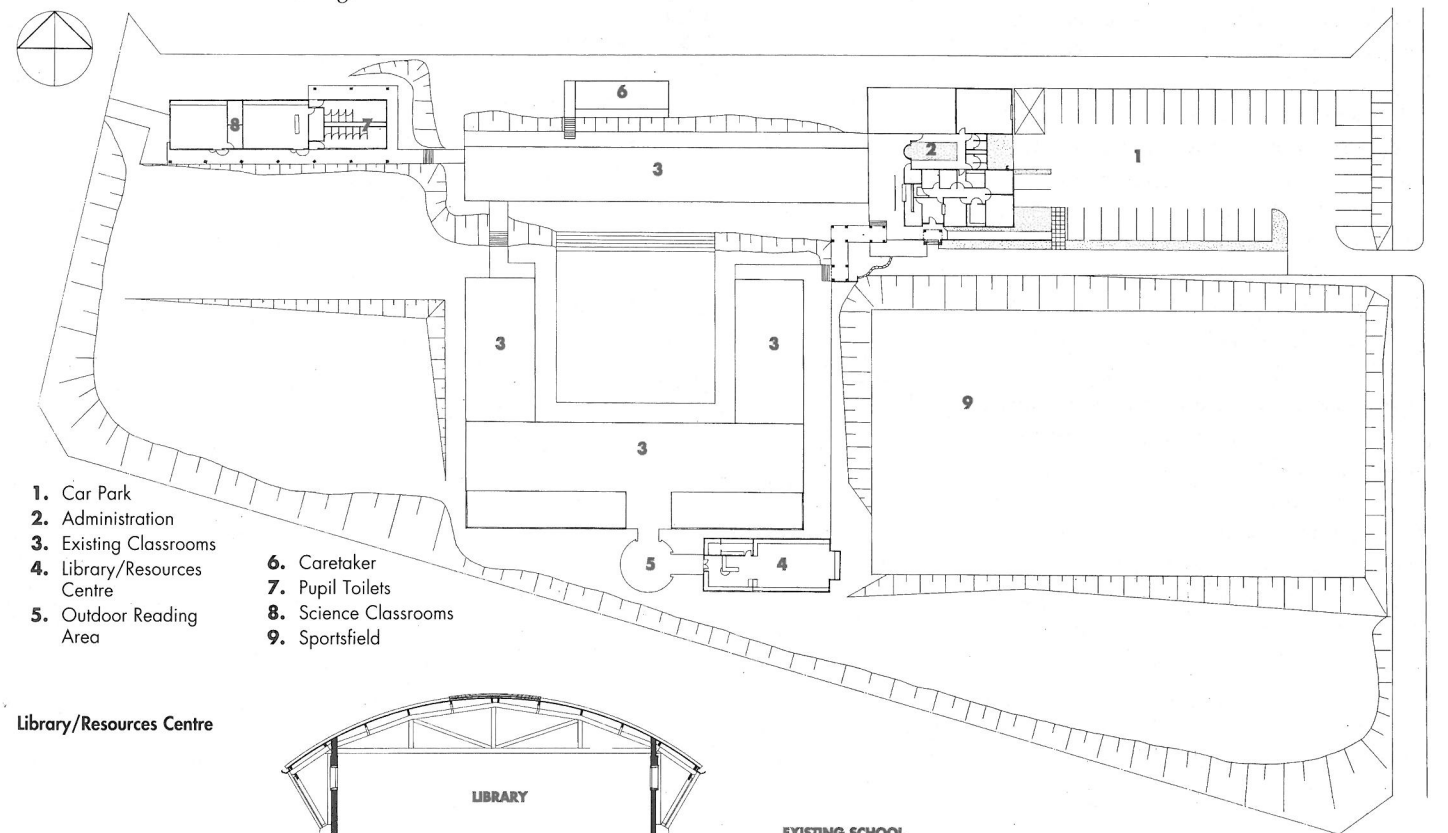 6
8
7
2
1
3
3
3
9
3
5
4
1. Car Park
2. Administration
3. Existing Classrooms
4. Library/Resources
Centre
5. Outdoor Reading
Area
6. Caretaker
7. Pupil Toilets
8. Science Classrooms
9. Sportsfield
Library/Resources Centre
LIBRARY
EXISTING SCHOOL